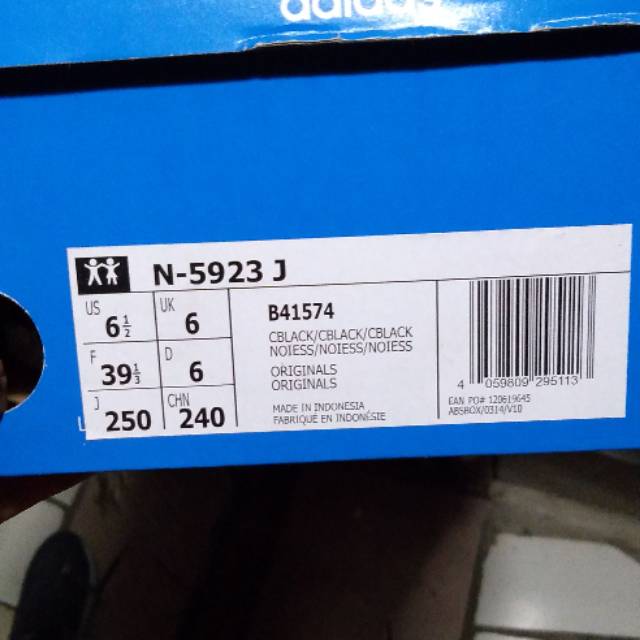 adidas
N-5923 J
US 6½
UK 6
F 39⅓
D 6
J 250
CHN 240
B41574
CBLACK/CBLACK/CBLACK
NOIESS/NOIESS/NOIESS
ORIGINALS
ORIGINALS
MADE IN INDONESIA
FABRIQUÉ EN INDONÉSIE
4 059809 295113
EAN PO# 120619645
ABSBOX/0314/V10